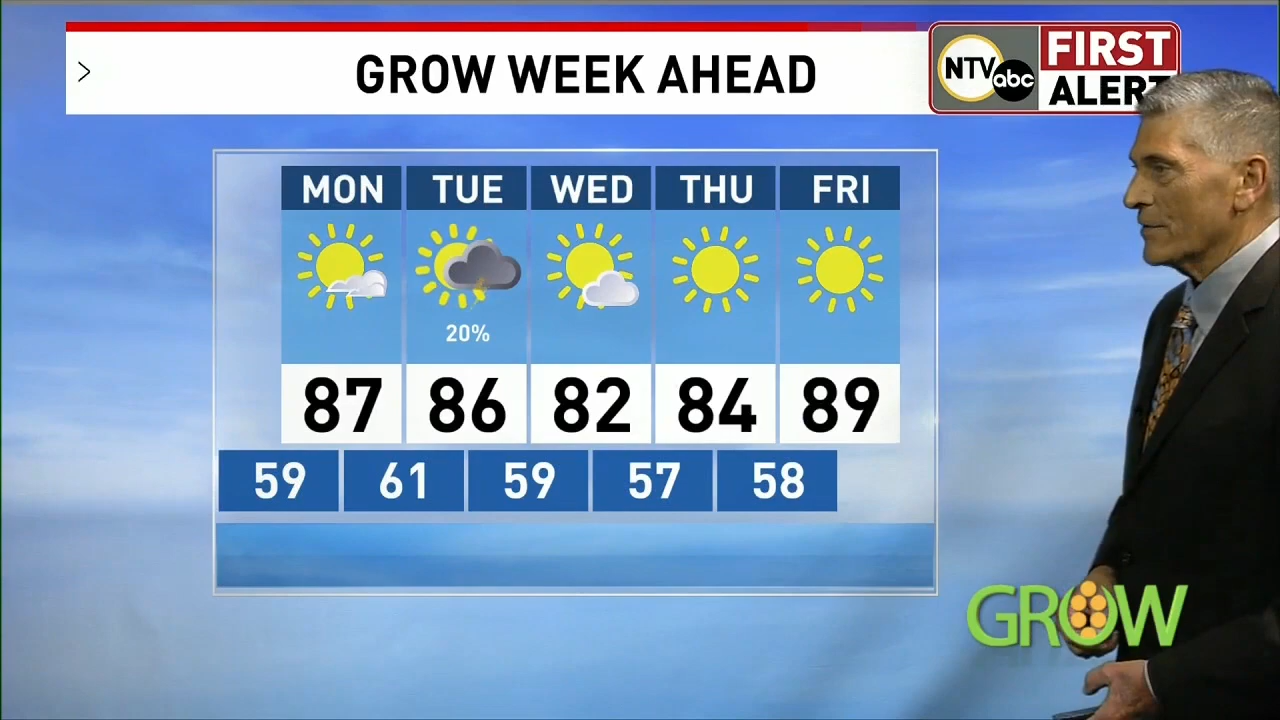 GROW WEEK AHEAD
NTV
abc
FIRST
ALERT
MON TUE WED THU FRI
20%
87 86 82 84 89
59 61 59 57 58
GROW